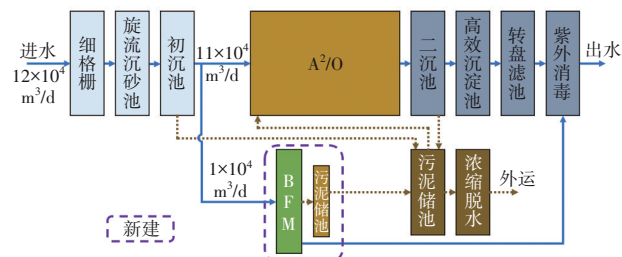 进水
12×10⁴
m³/d
细格栅
旋流沉砂池
初沉池
11×10⁴
m³/d
A²/O
二沉池
高效沉淀池
转盘滤池
紫外消毒
出水
1×10⁴
m³/d
BFM
污泥储池
污泥储池
浓缩脱水
外运
新建